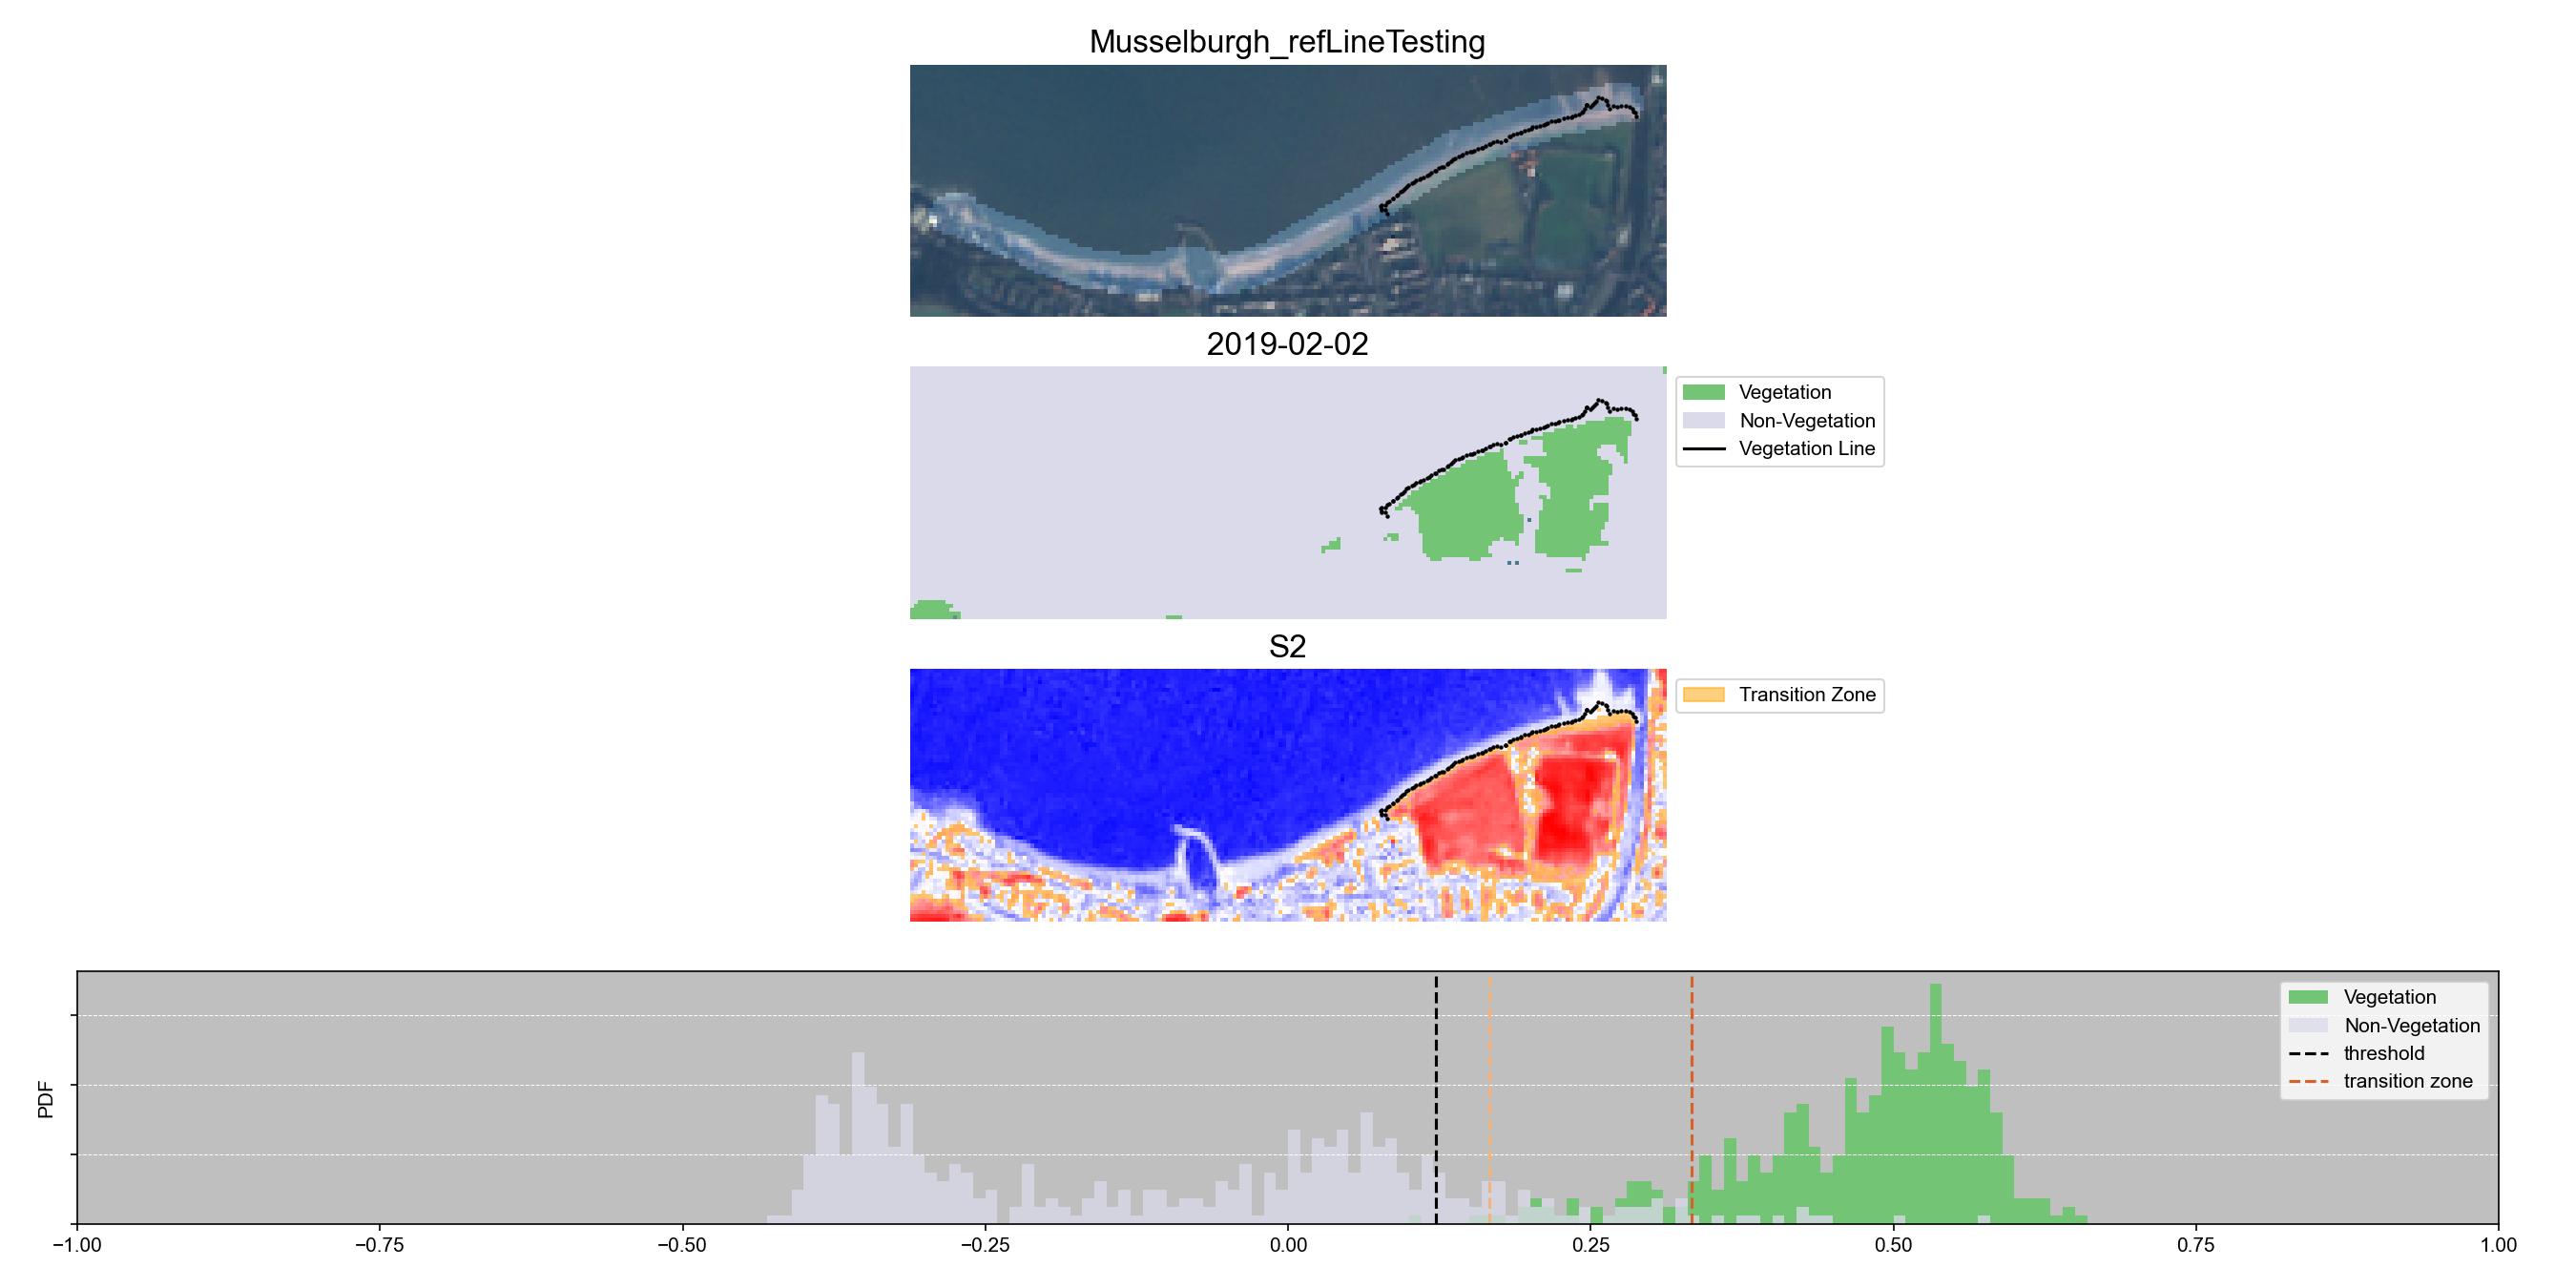 Musselburgh_refLineTesting
2019-02-02
Vegetation
Non-Vegetation
Vegetation Line
S2
Transition Zone
PDF
Vegetation
Non-Vegetation
threshold
transition zone
−1.00 −0.75 −0.50 −0.25 0.00 0.25 0.50 0.75 1.00